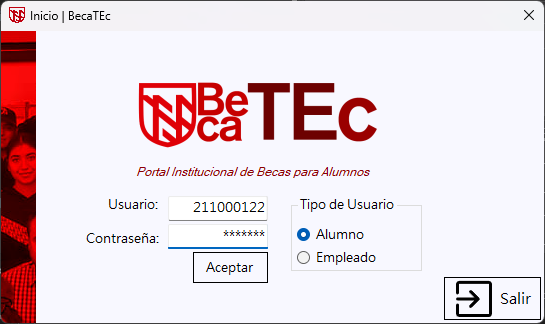 Inicio | BecaTEc
Be
ca
TEc
Portal Institucional de Becas para Alumnos
Usuario:
211000122
Tipo de Usuario
Contraseña:
*******
Alumno
Empleado
Aceptar
Salir